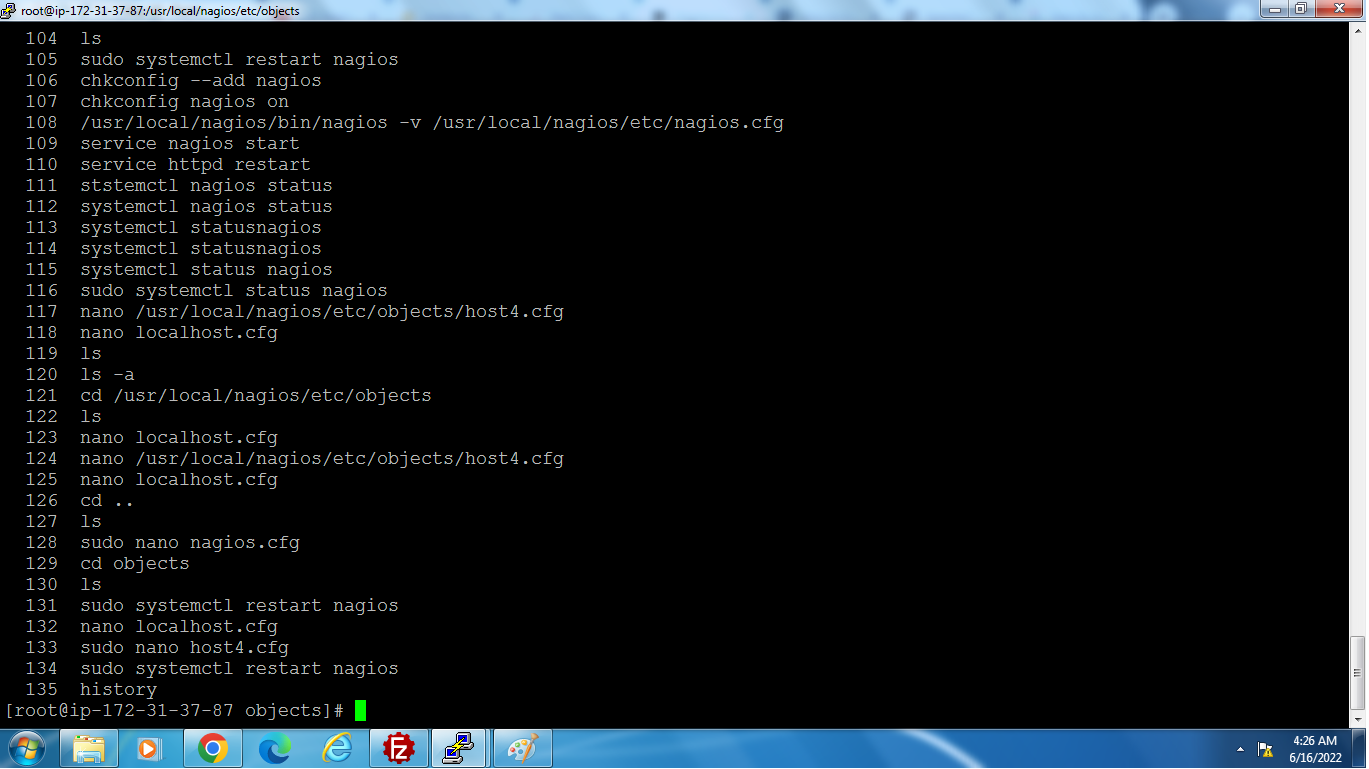 root@ip-172-31-37-87:/usr/local/nagios/etc/objects
104 ls
105 sudo systemctl restart nagios
106 chkconfig --add nagios
107 chkconfig nagios on
108 /usr/local/nagios/bin/nagios -v /usr/local/nagios/etc/nagios.cfg
109 service nagios start
110 service httpd restart
111 ststemctl nagios status
112 systemctl nagios status
113 systemctl statusnagios
114 systemctl statusnagios
115 systemctl status nagios
116 sudo systemctl status nagios
117 nano /usr/local/nagios/etc/objects/host4.cfg
118 nano localhost.cfg
119 ls
120 ls -a
121 cd /usr/local/nagios/etc/objects
122 ls
123 nano localhost.cfg
124 nano /usr/local/nagios/etc/objects/host4.cfg
125 nano localhost.cfg
126 cd ..
127 ls
128 sudo nano nagios.cfg
129 cd objects
130 ls
131 sudo systemctl restart nagios
132 nano localhost.cfg
133 sudo nano host4.cfg
134 sudo systemctl restart nagios
135 history
[root@ip-172-31-37-87 objects]#
4:26 AM
6/16/2022